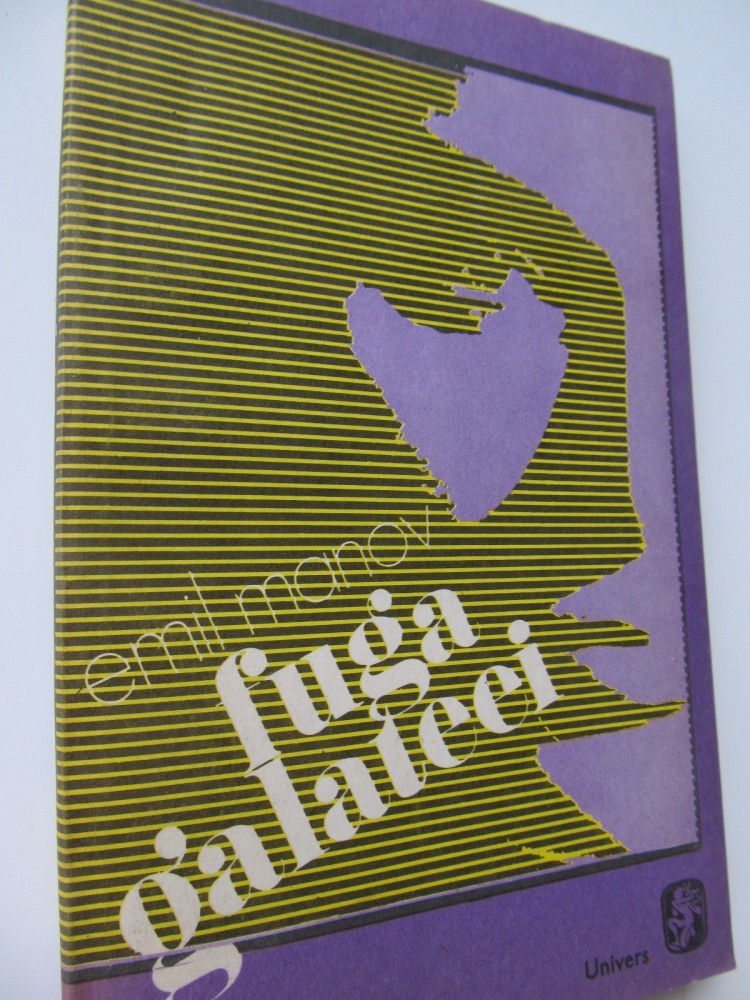 emil manov
fuga
galateei
Univers